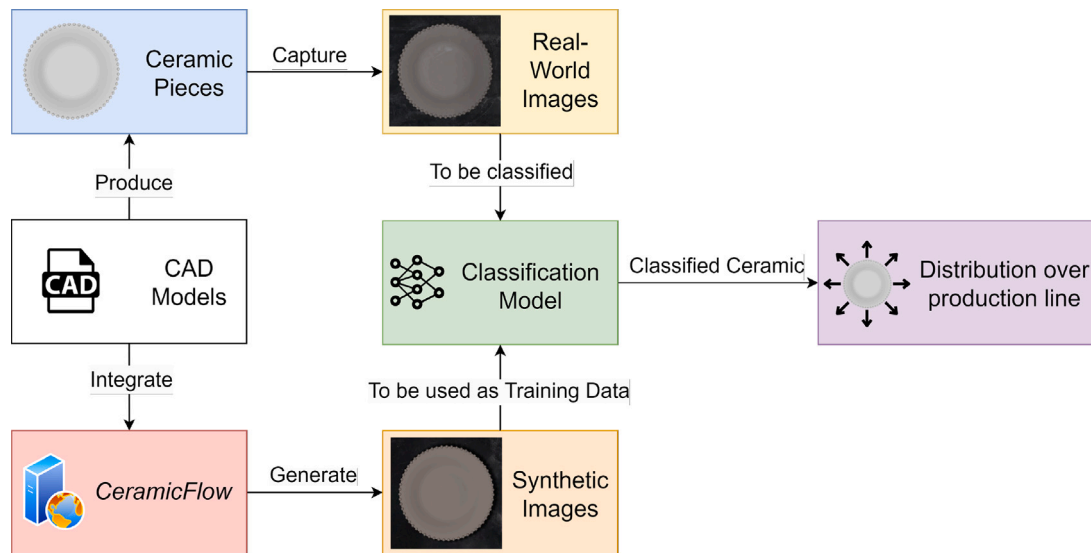 Ceramic
Pieces
Capture
Real-
World
Images
Produce
To be classified
CAD
CAD
Models
Classification
Model
Classified Ceramic
Distribution over
production line
Integrate
To be used as Training Data
CeramicFlow
Generate
Synthetic
Images